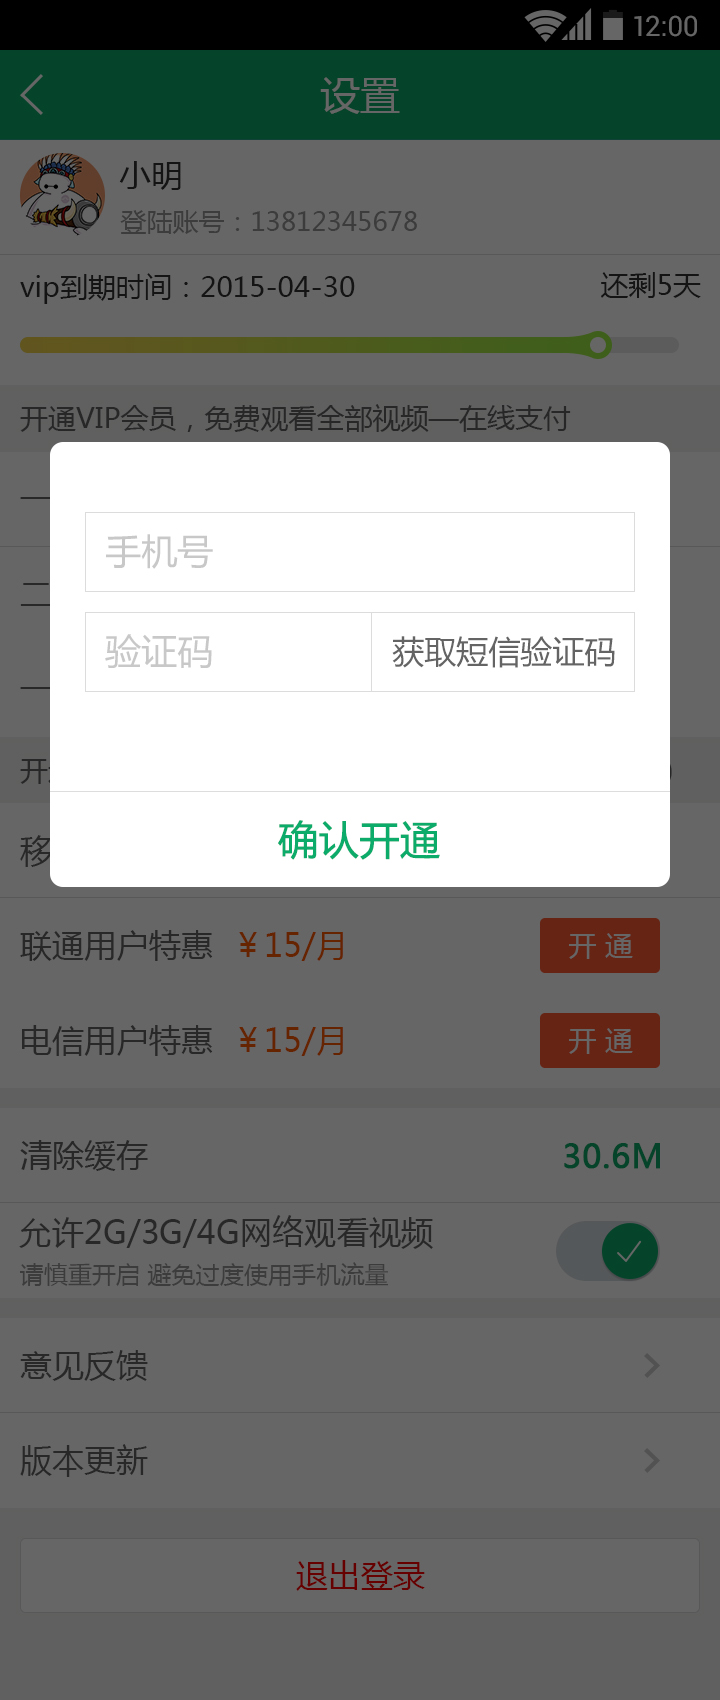 12:00
设置
小明
登陆账号：13812345678
vip到期时间：2015-04-30 还剩5天
开通VIP会员，免费观看全部视频—在线支付
手机号
验证码 获取短信验证码
确认开通
联通用户特惠 ¥15/月 开 通
电信用户特惠 ¥15/月 开 通
清除缓存 30.6M
允许2G/3G/4G网络观看视频
请慎重开启 避免过度使用手机流量
意见反馈
版本更新
退出登录